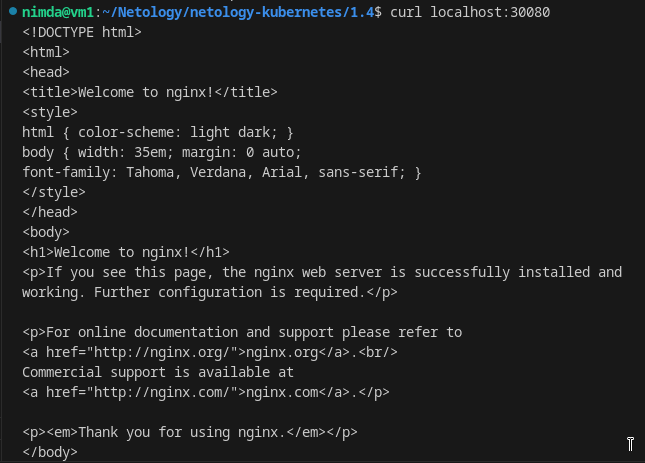 nimda@vm1:~/Netology/netology-kubernetes/1.4$ curl localhost:30080
<!DOCTYPE html>
<html>
<head>
<title>Welcome to nginx!</title>
<style>
html { color-scheme: light dark; }
body { width: 35em; margin: 0 auto;
font-family: Tahoma, Verdana, Arial, sans-serif; }
</style>
</head>
<body>
<h1>Welcome to nginx!</h1>
<p>If you see this page, the nginx web server is successfully installed and
working. Further configuration is required.</p>

<p>For online documentation and support please refer to
<a href="http://nginx.org/">nginx.org</a>.<br/>
Commercial support is available at
<a href="http://nginx.com/">nginx.com</a>.</p>

<p><em>Thank you for using nginx.</em></p>
</body>